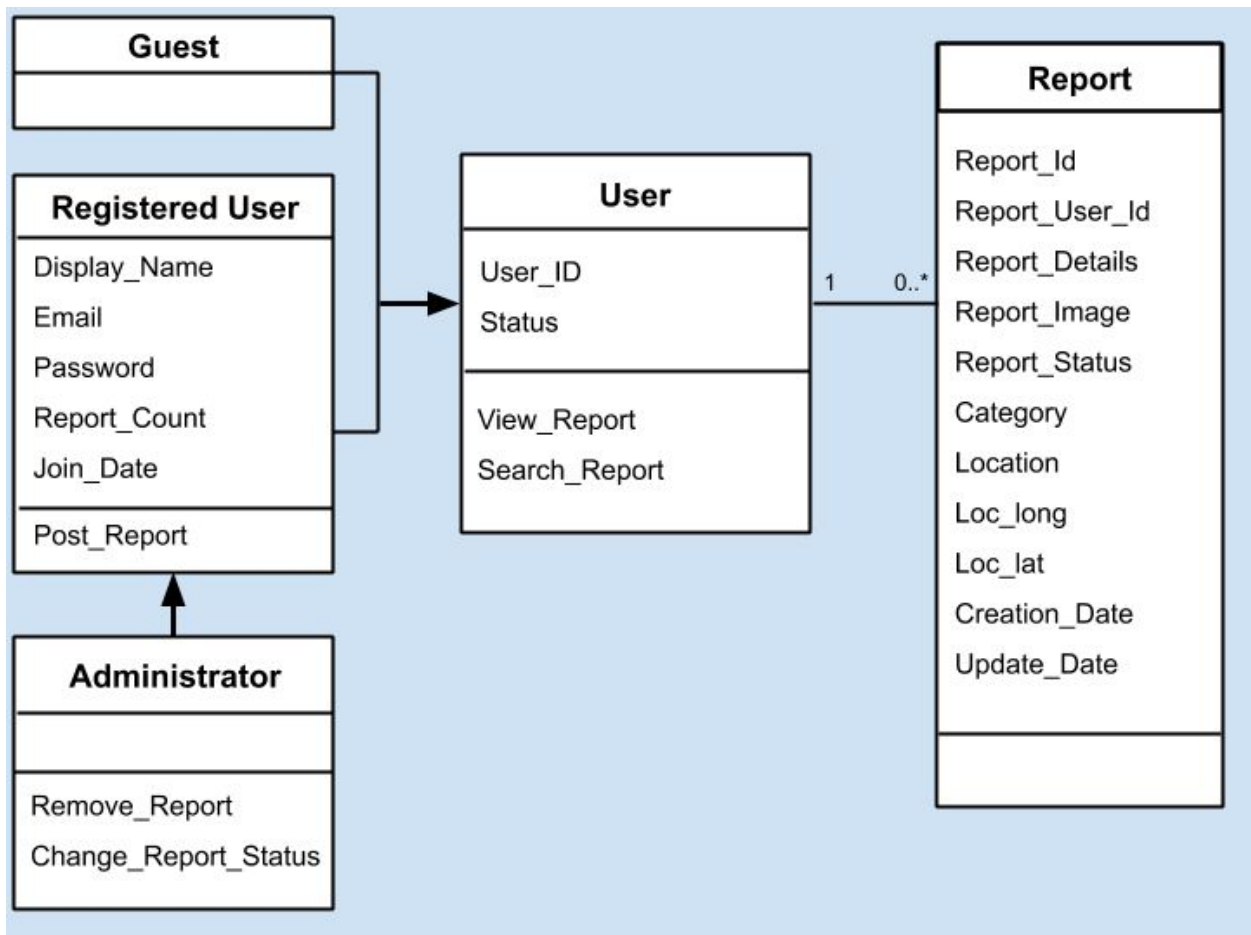 Guest
Registered User
Display_Name
Email
Password
Report_Count
Join_Date
Post_Report
Administrator
Remove_Report
Change_Report_Status
User
User_ID
Status
View_Report
Search_Report
1 0..*
Report
Report_Id
Report_User_Id
Report_Details
Report_Image
Report_Status
Category
Location
Loc_long
Loc_lat
Creation_Date
Update_Date